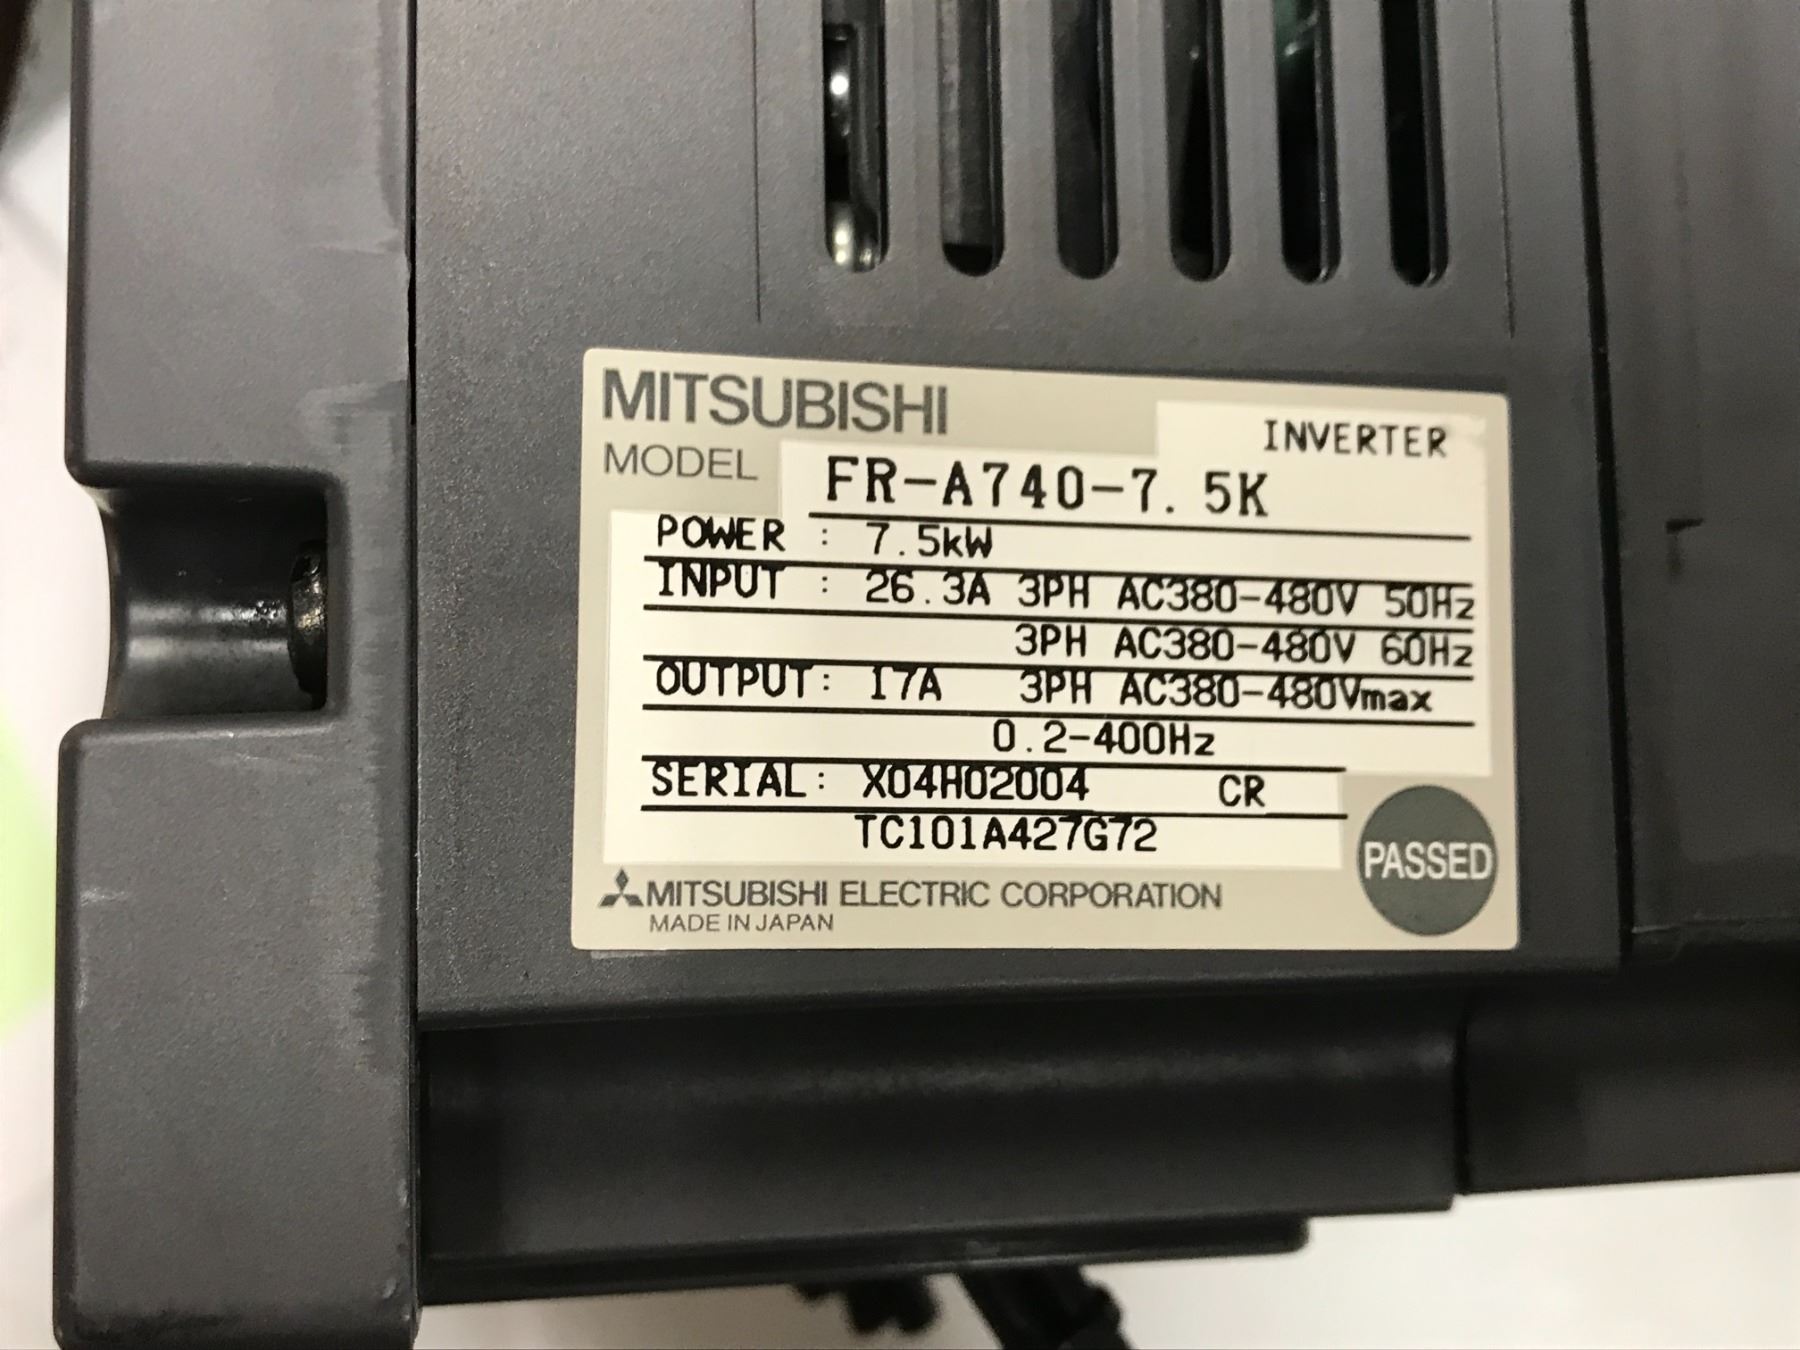 MITSUBISHI
INVERTER
MODEL FR-A740-7.5K
POWER : 7.5kW
INPUT : 26.3A 3PH AC380-480V 50Hz
3PH AC380-480V 60Hz
OUTPUT: 17A 3PH AC380-480Vmax
0.2-400Hz
SERIAL: X04H02004 CR
TC101A427G72
PASSED
MITSUBISHI ELECTRIC CORPORATION
MADE IN JAPAN